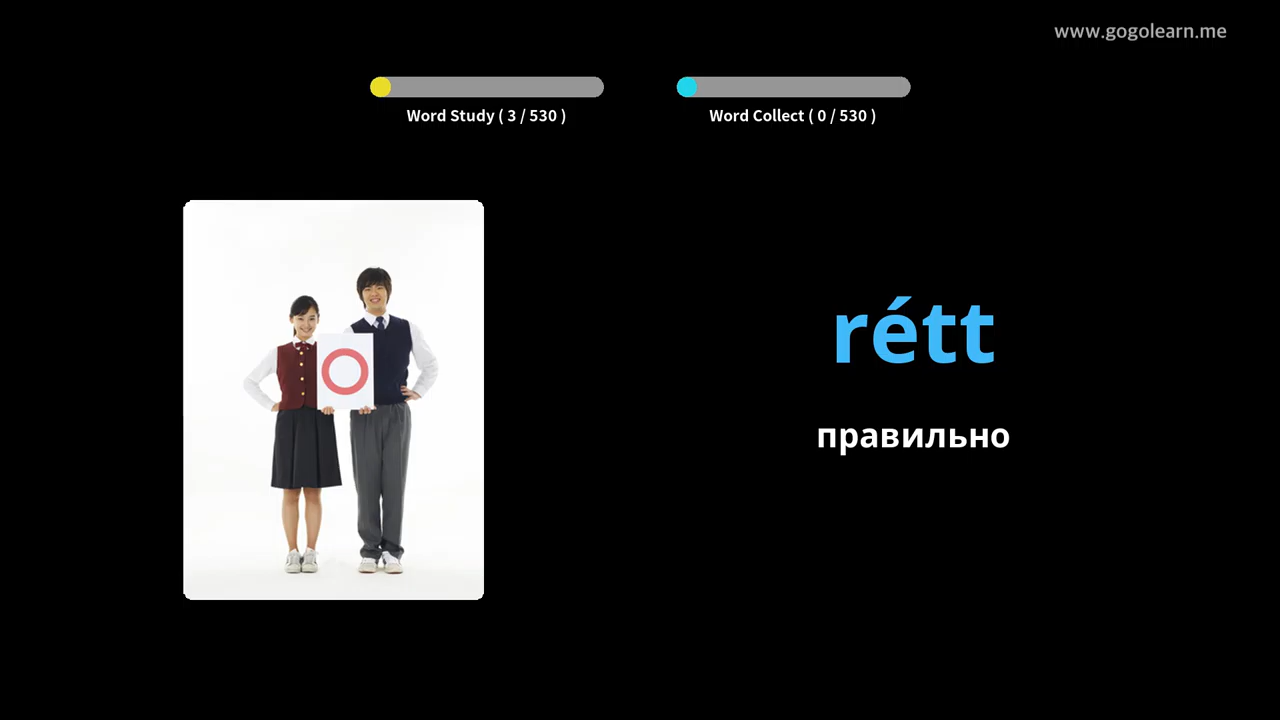 www.gogolearn.me
Word Study ( 3 / 530 )
Word Collect ( 0 / 530 )
rétt
правильно